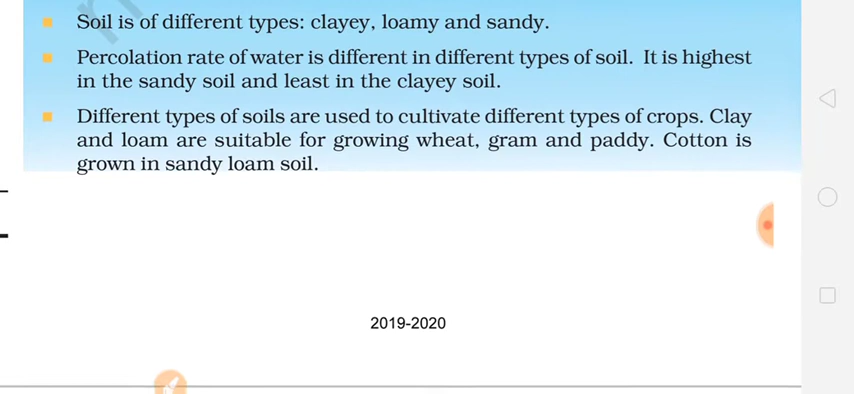 Soil is of different types: clayey, loamy and sandy.
Percolation rate of water is different in different types of soil. It is highest
in the sandy soil and least in the clayey soil.
Different types of soils are used to cultivate different types of crops. Clay
and loam are suitable for growing wheat, gram and paddy. Cotton is
grown in sandy loam soil.
2019-2020